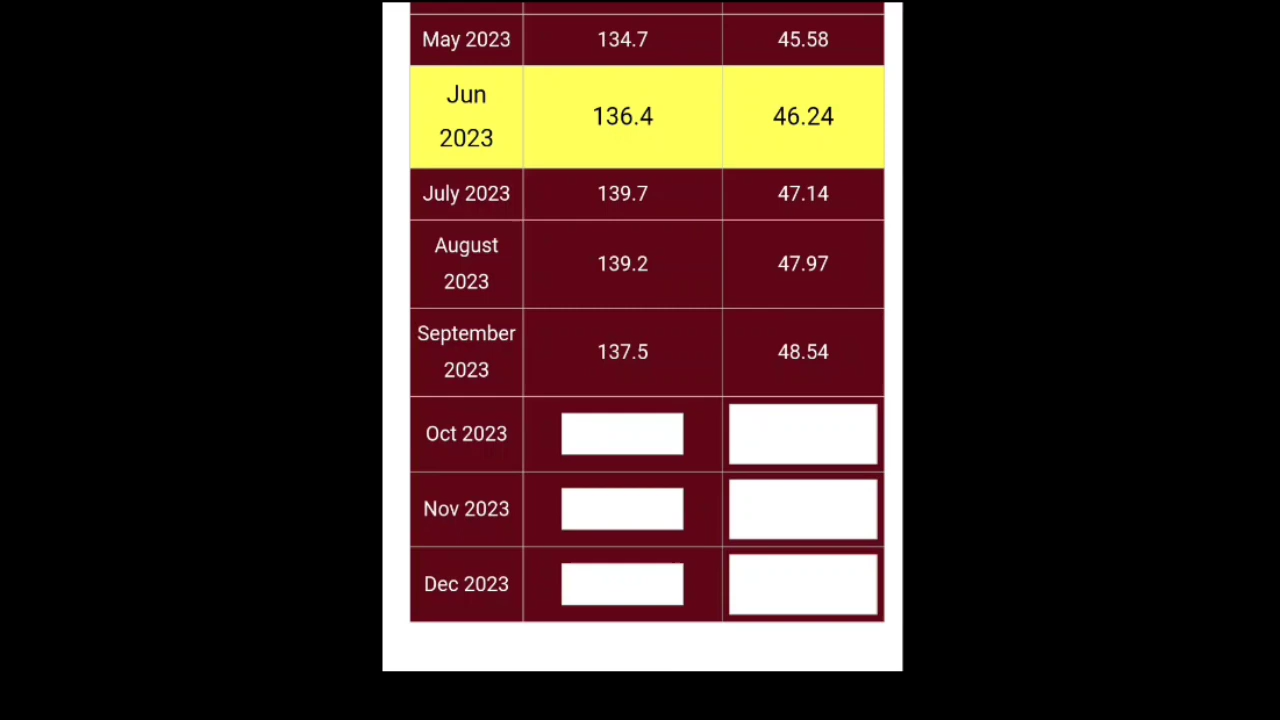 May 2023 134.7 45.58
Jun
2023 136.4 46.24
July 2023 139.7 47.14
August
2023 139.2 47.97
September
2023 137.5 48.54
Oct 2023
Nov 2023
Dec 2023